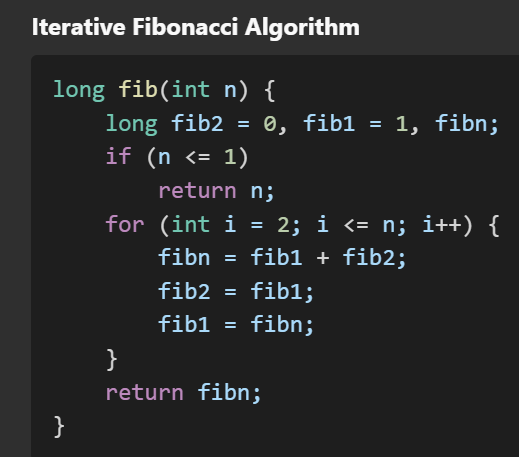 Iterative Fibonacci Algorithm
long fib(int n) {
    long fib2 = 0, fib1 = 1, fibn;
    if (n <= 1)
        return n;
    for (int i = 2; i <= n; i++) {
        fibn = fib1 + fib2;
        fib2 = fib1;
        fib1 = fibn;
    }
    return fibn;
}